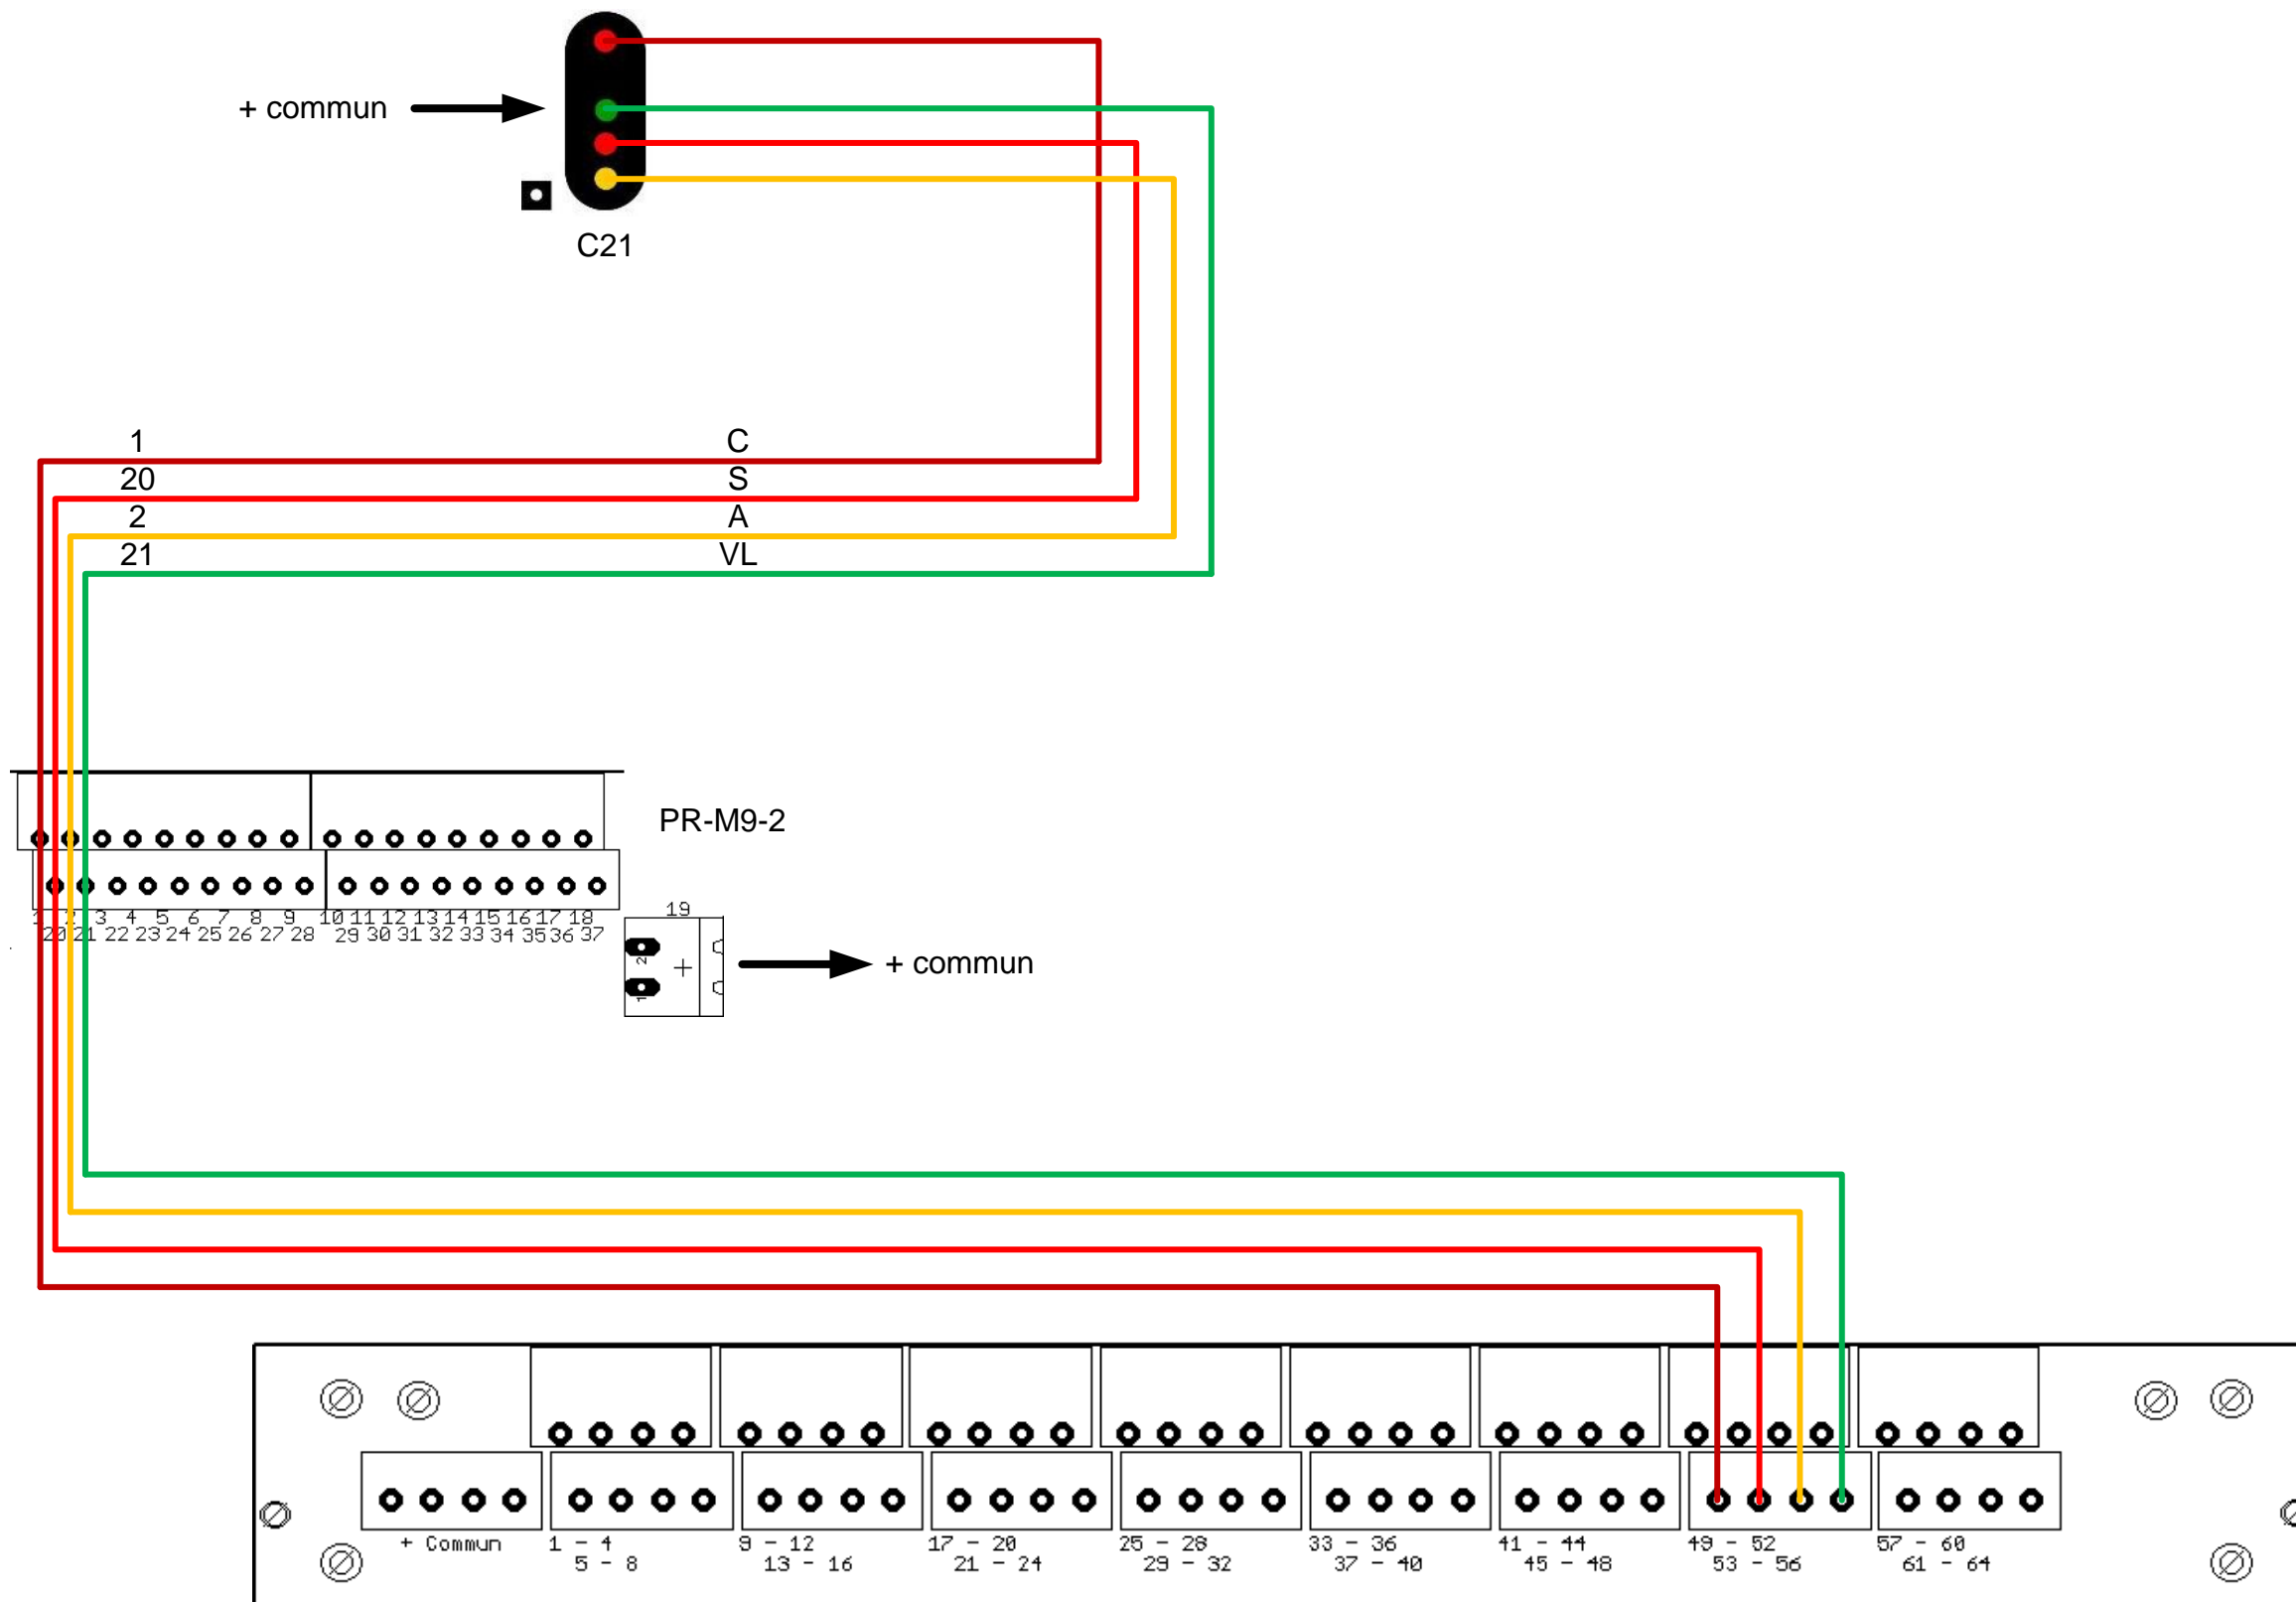 + commun
C21
1 C
20 S
2 A
21 VL
PR-M9-2
1 2 3 4 5 6 7 8 9 10 11 12 13 14 15 16 17 18
20 21 22 23 24 25 26 27 28 29 30 31 32 33 34 35 36 37
19
2
+ commun
1
+ Commun 1 - 4 9 - 12 17 - 20 25 - 28 33 - 36 41 - 44 49 - 52 57 - 60
5 - 8 13 - 16 21 - 24 29 - 32 37 - 40 45 - 48 53 - 56 61 - 64